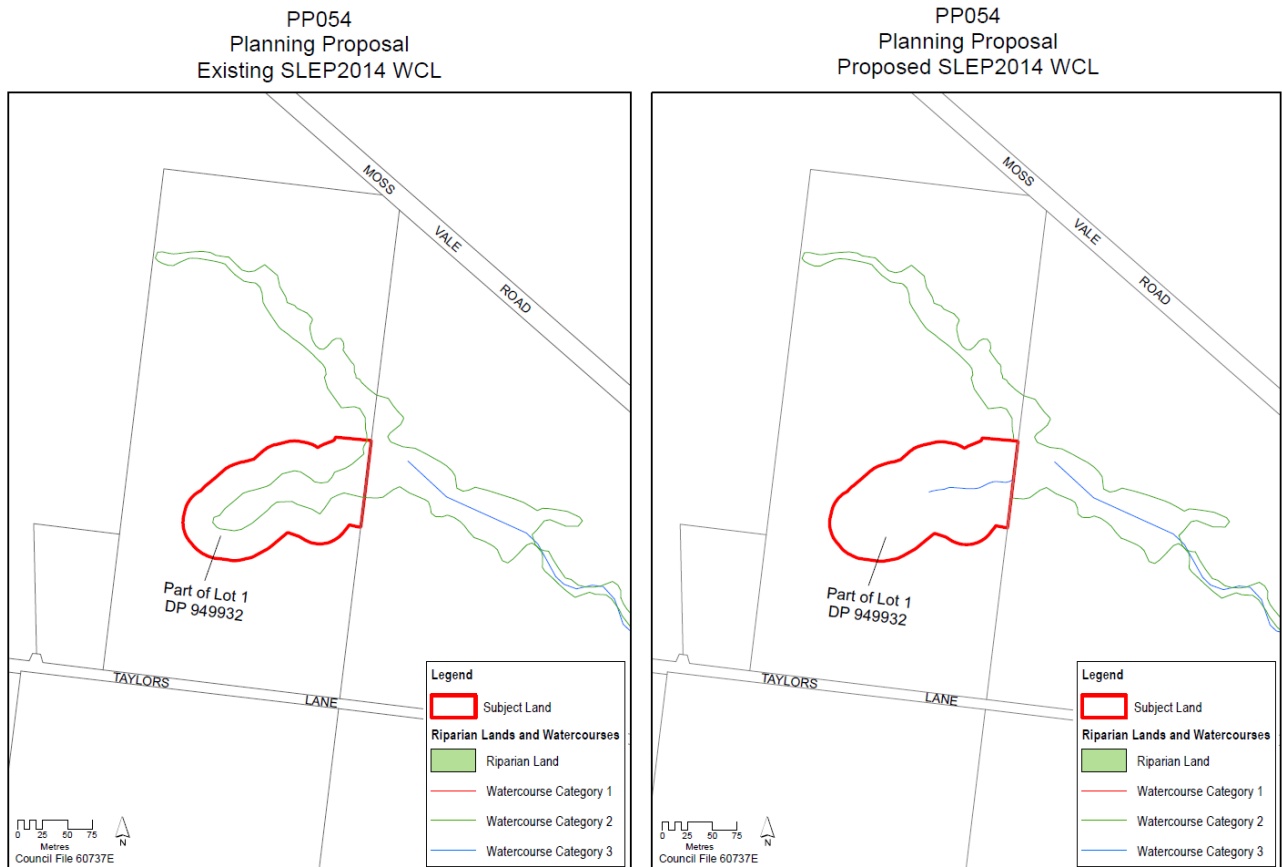 PP054
Planning Proposal
Existing SLEP2014 WCL
MOSS
VALE
ROAD
Part of Lot 1
DP 949932
TAYLORS
LANE
Legend
Subject Land
Riparian Lands and Watercourses
Riparian Land
Watercourse Category 1
Watercourse Category 2
Watercourse Category 3
0 25 50 75
Metres
N
Council File 60737E
PP054
Planning Proposal
Proposed SLEP2014 WCL
MOSS
VALE
ROAD
Part of Lot 1
DP 949932
TAYLORS
LANE
Legend
Subject Land
Riparian Lands and Watercourses
Riparian Land
Watercourse Category 1
Watercourse Category 2
Watercourse Category 3
0 25 50 75
Metres
N
Council File 60737E